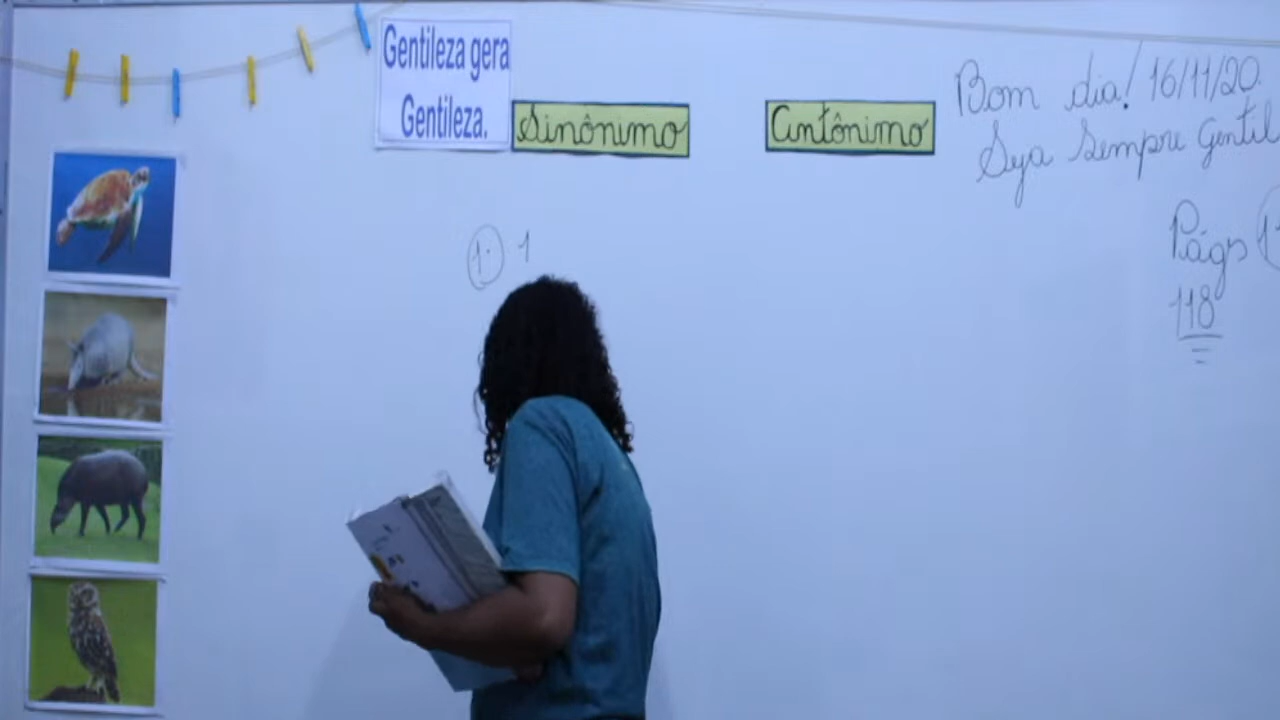 Gentileza gera
Gentileza.
Sinônimo
Antônimo
Bom dia! 16/11/20.
Seja sempre gentil
Págs
118
1. 1